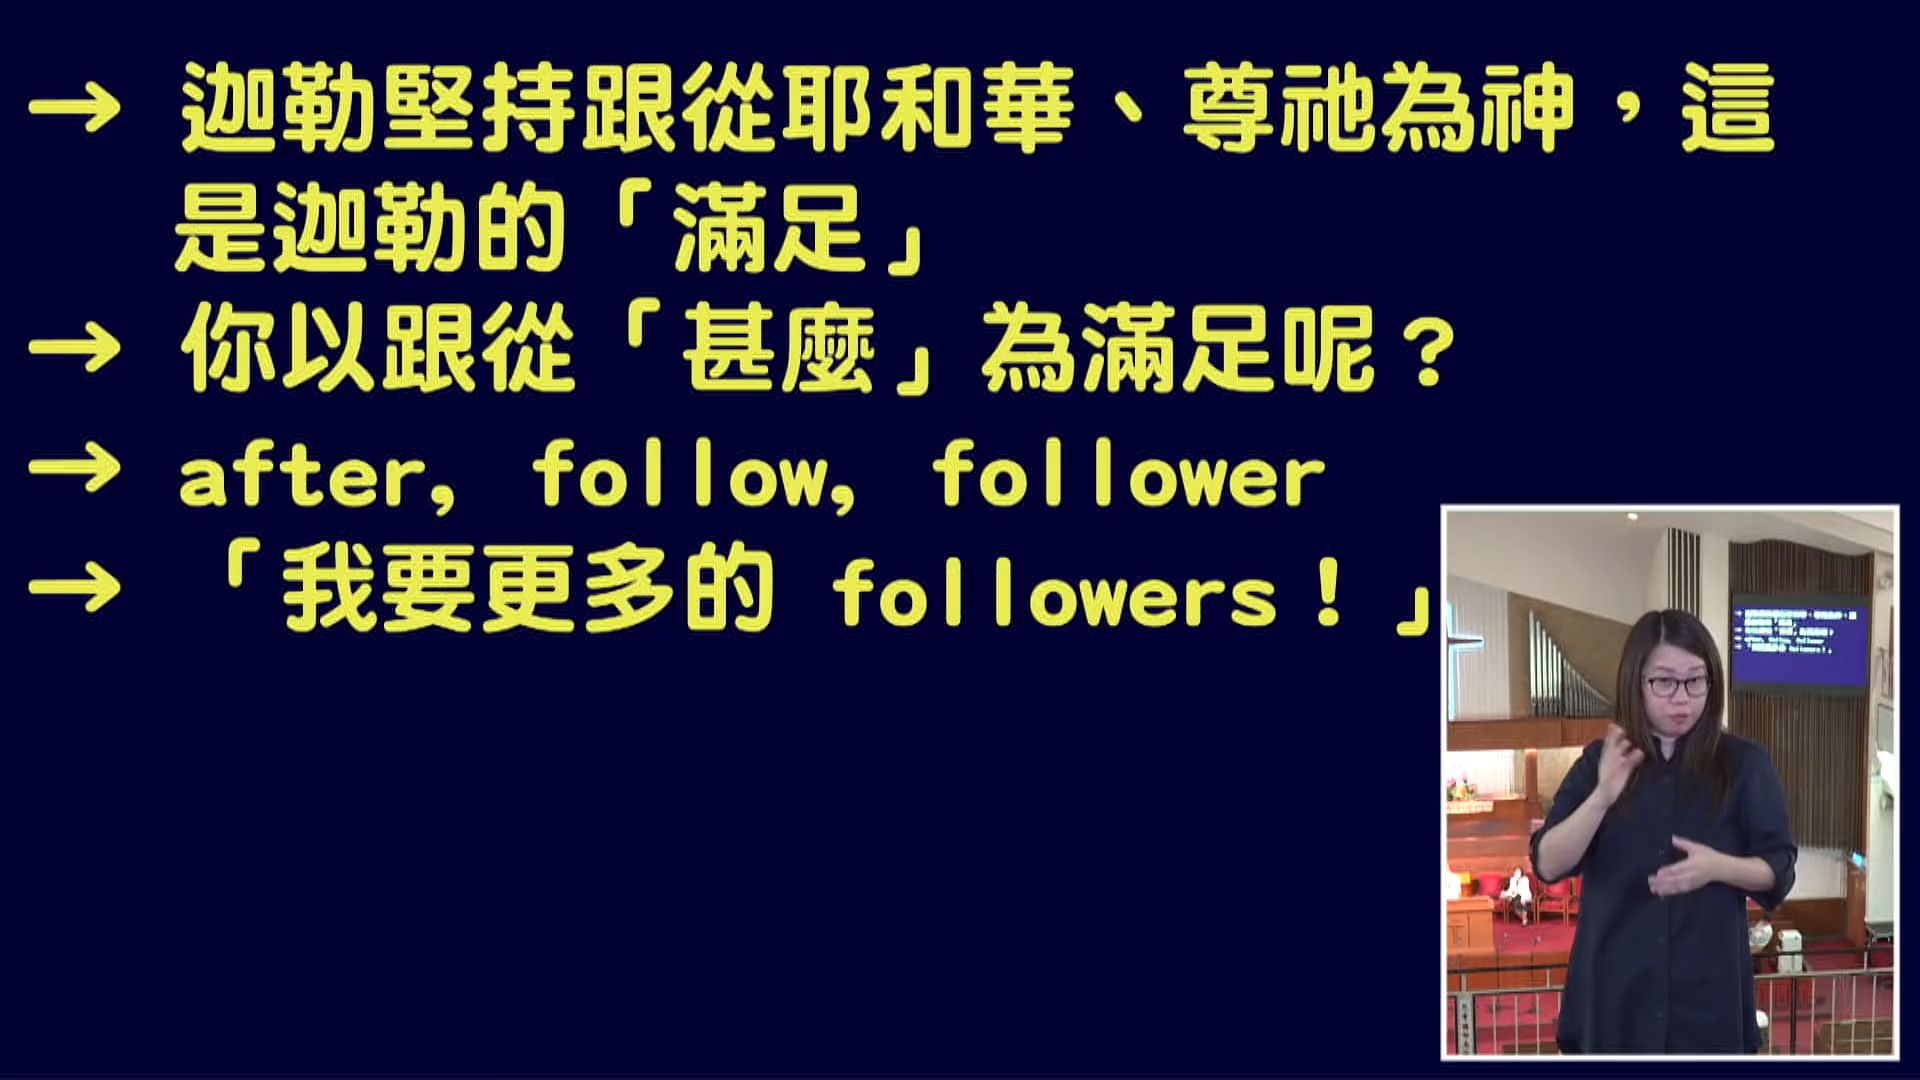 → 迦勒堅持跟從耶和華、尊祂為神，這
是迦勒的「滿足」
→ 你以跟從「甚麼」為滿足呢？
→ after, follow, follower
→ 「我要更多的 followers！」